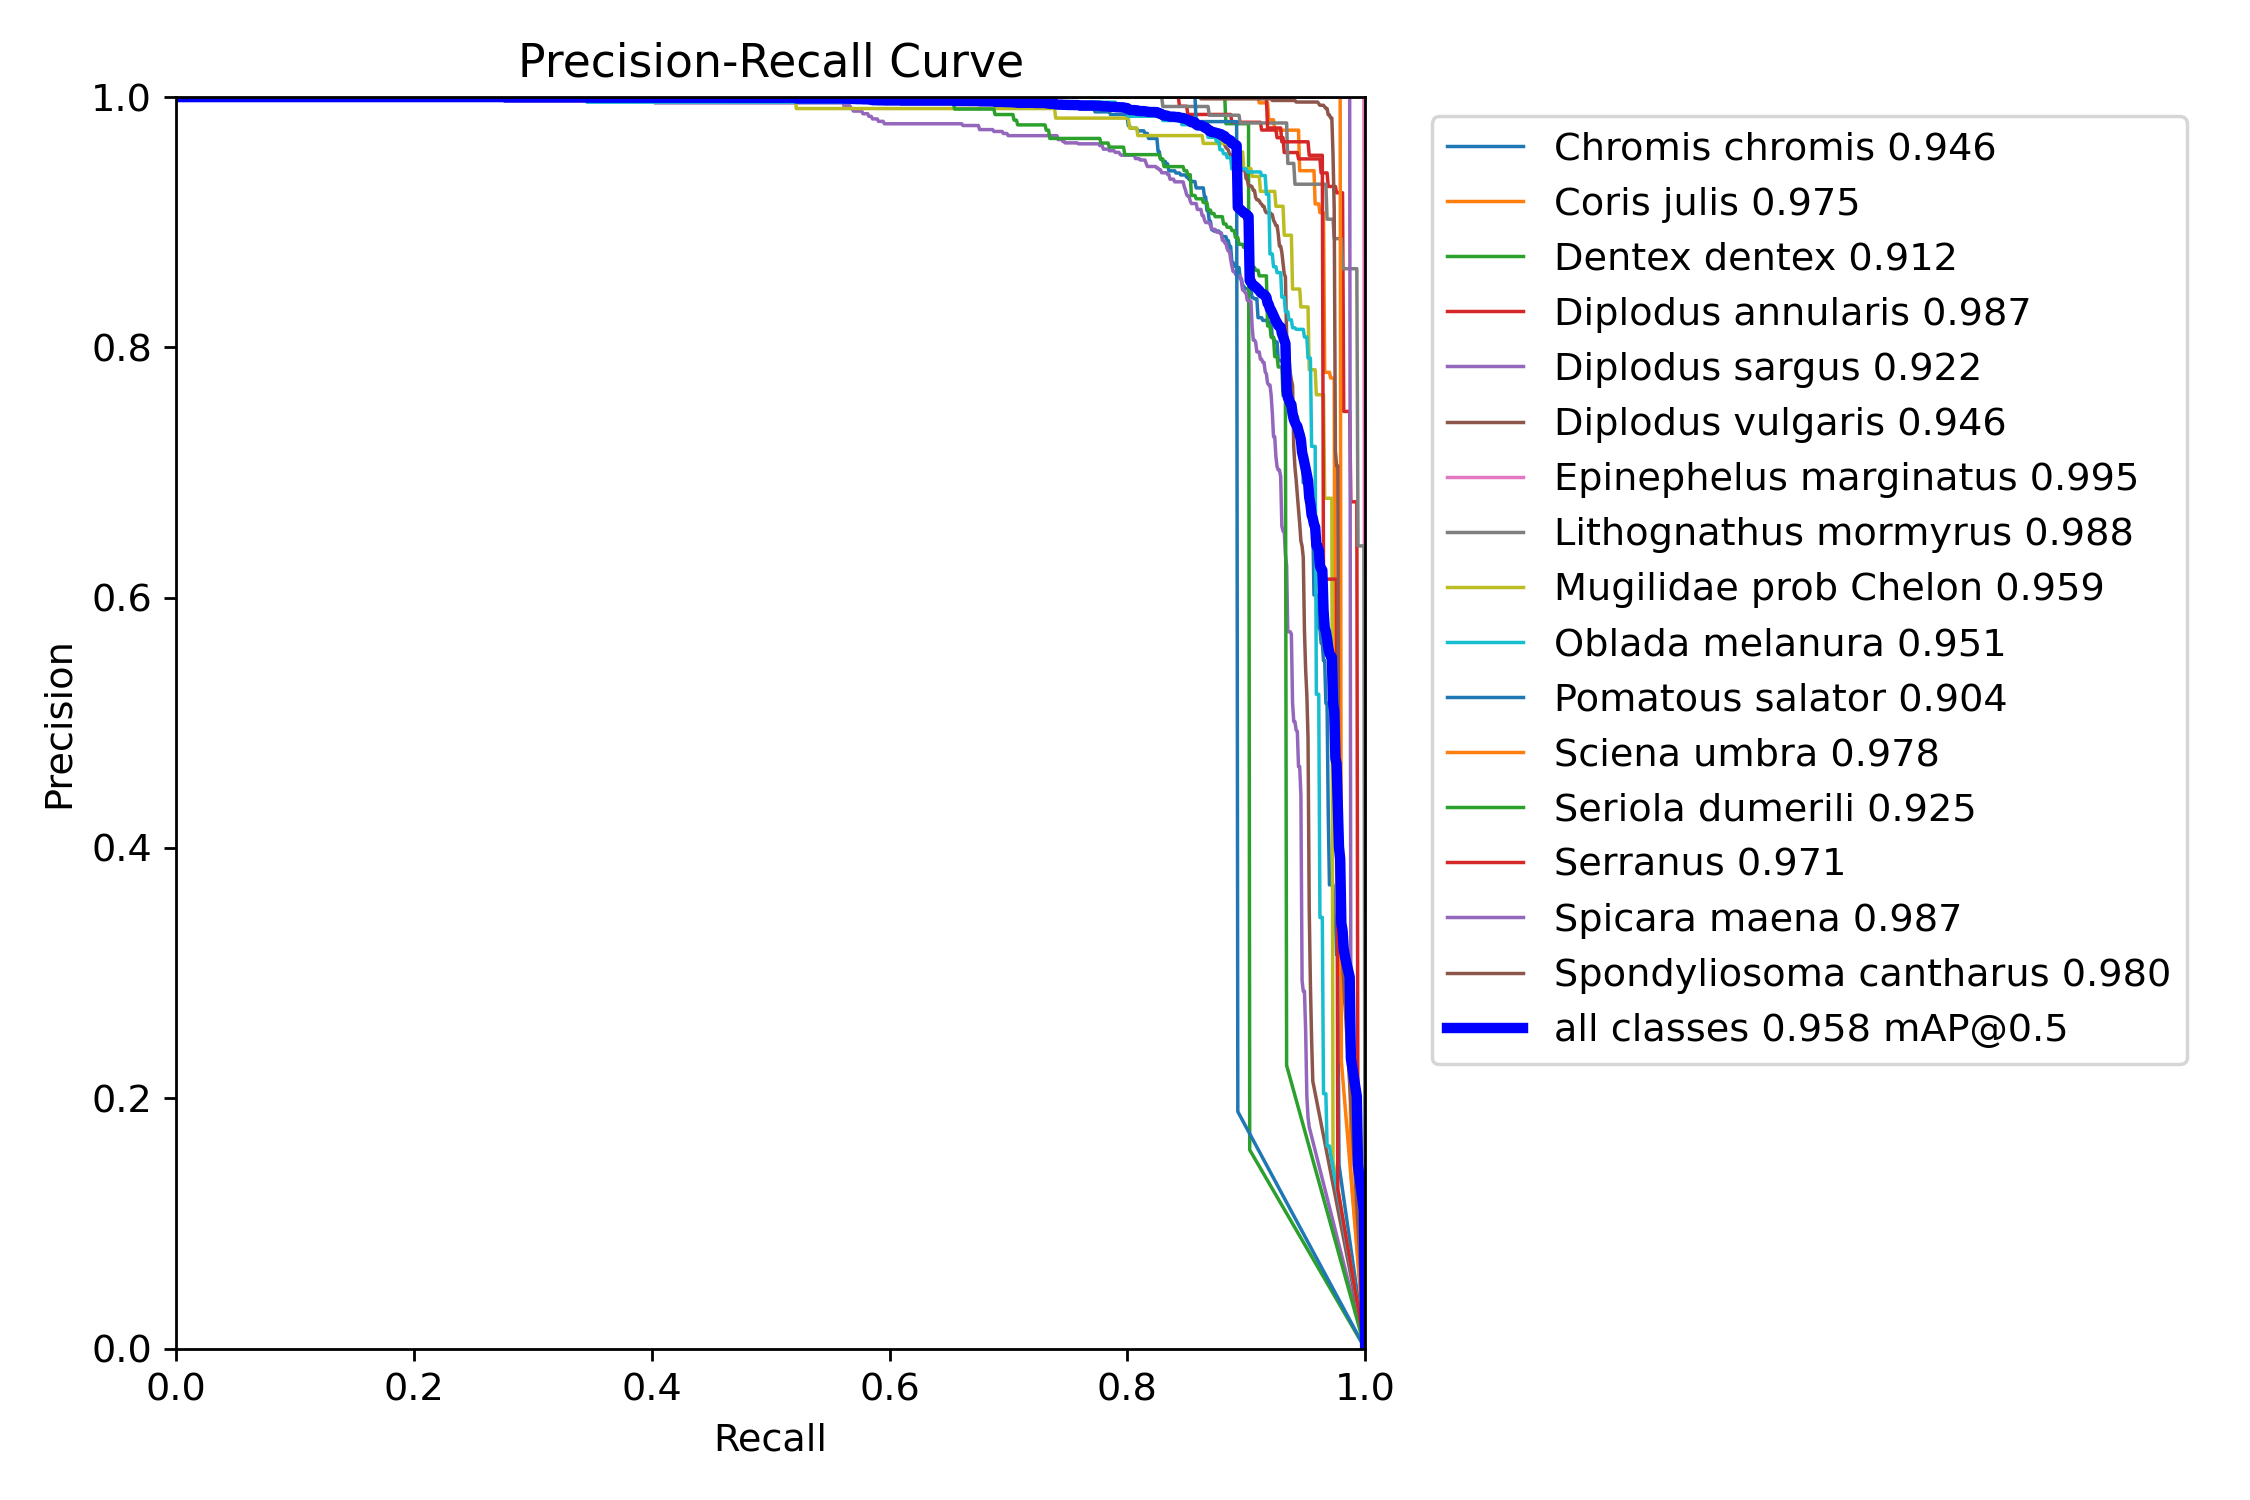 Precision-Recall Curve
1.0
0.8
0.6
0.4
0.2
0.0
Precision
0.0 0.2 0.4 0.6 0.8 1.0
Recall
Chromis chromis 0.946
Coris julis 0.975
Dentex dentex 0.912
Diplodus annularis 0.987
Diplodus sargus 0.922
Diplodus vulgaris 0.946
Epinephelus marginatus 0.995
Lithognathus mormyrus 0.988
Mugilidae prob Chelon 0.959
Oblada melanura 0.951
Pomatous salator 0.904
Sciena umbra 0.978
Seriola dumerili 0.925
Serranus 0.971
Spicara maena 0.987
Spondyliosoma cantharus 0.980
all classes 0.958 mAP@0.5